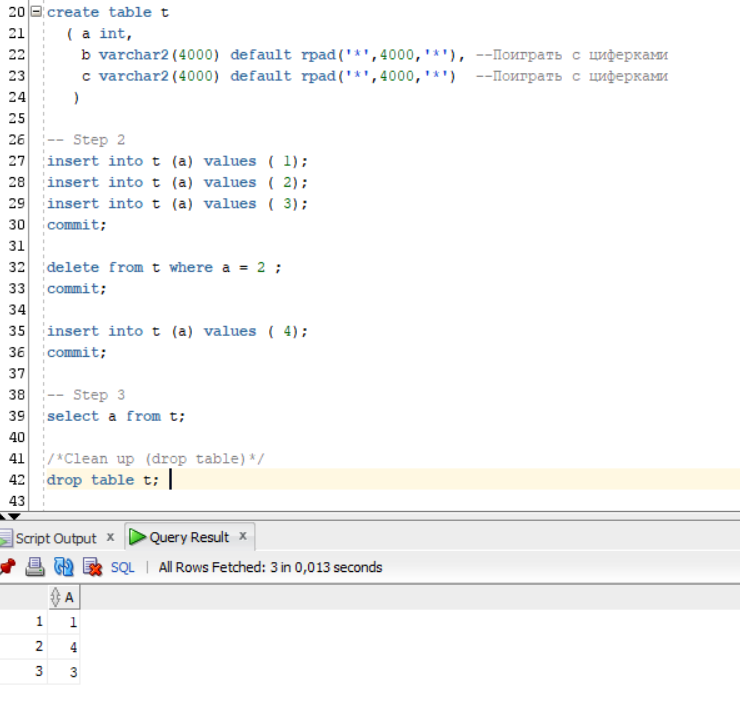 20 create table t
21 ( a int,
22 b varchar2(4000) default rpad('*',4000,'*'), --Поиграть с циферками
23 c varchar2(4000) default rpad('*',4000,'*') --Поиграть с циферками
24 )
25
26 -- Step 2
27 insert into t (a) values ( 1);
28 insert into t (a) values ( 2);
29 insert into t (a) values ( 3);
30 commit;
31
32 delete from t where a = 2 ;
33 commit;
34
35 insert into t (a) values ( 4);
36 commit;
37
38 -- Step 3
39 select a from t;
40
41 /*Clean up (drop table)*/
42 drop table t;
43
Script Output x Query Result x
SQL | All Rows Fetched: 3 in 0,013 seconds
A
1 1
2 4
3 3